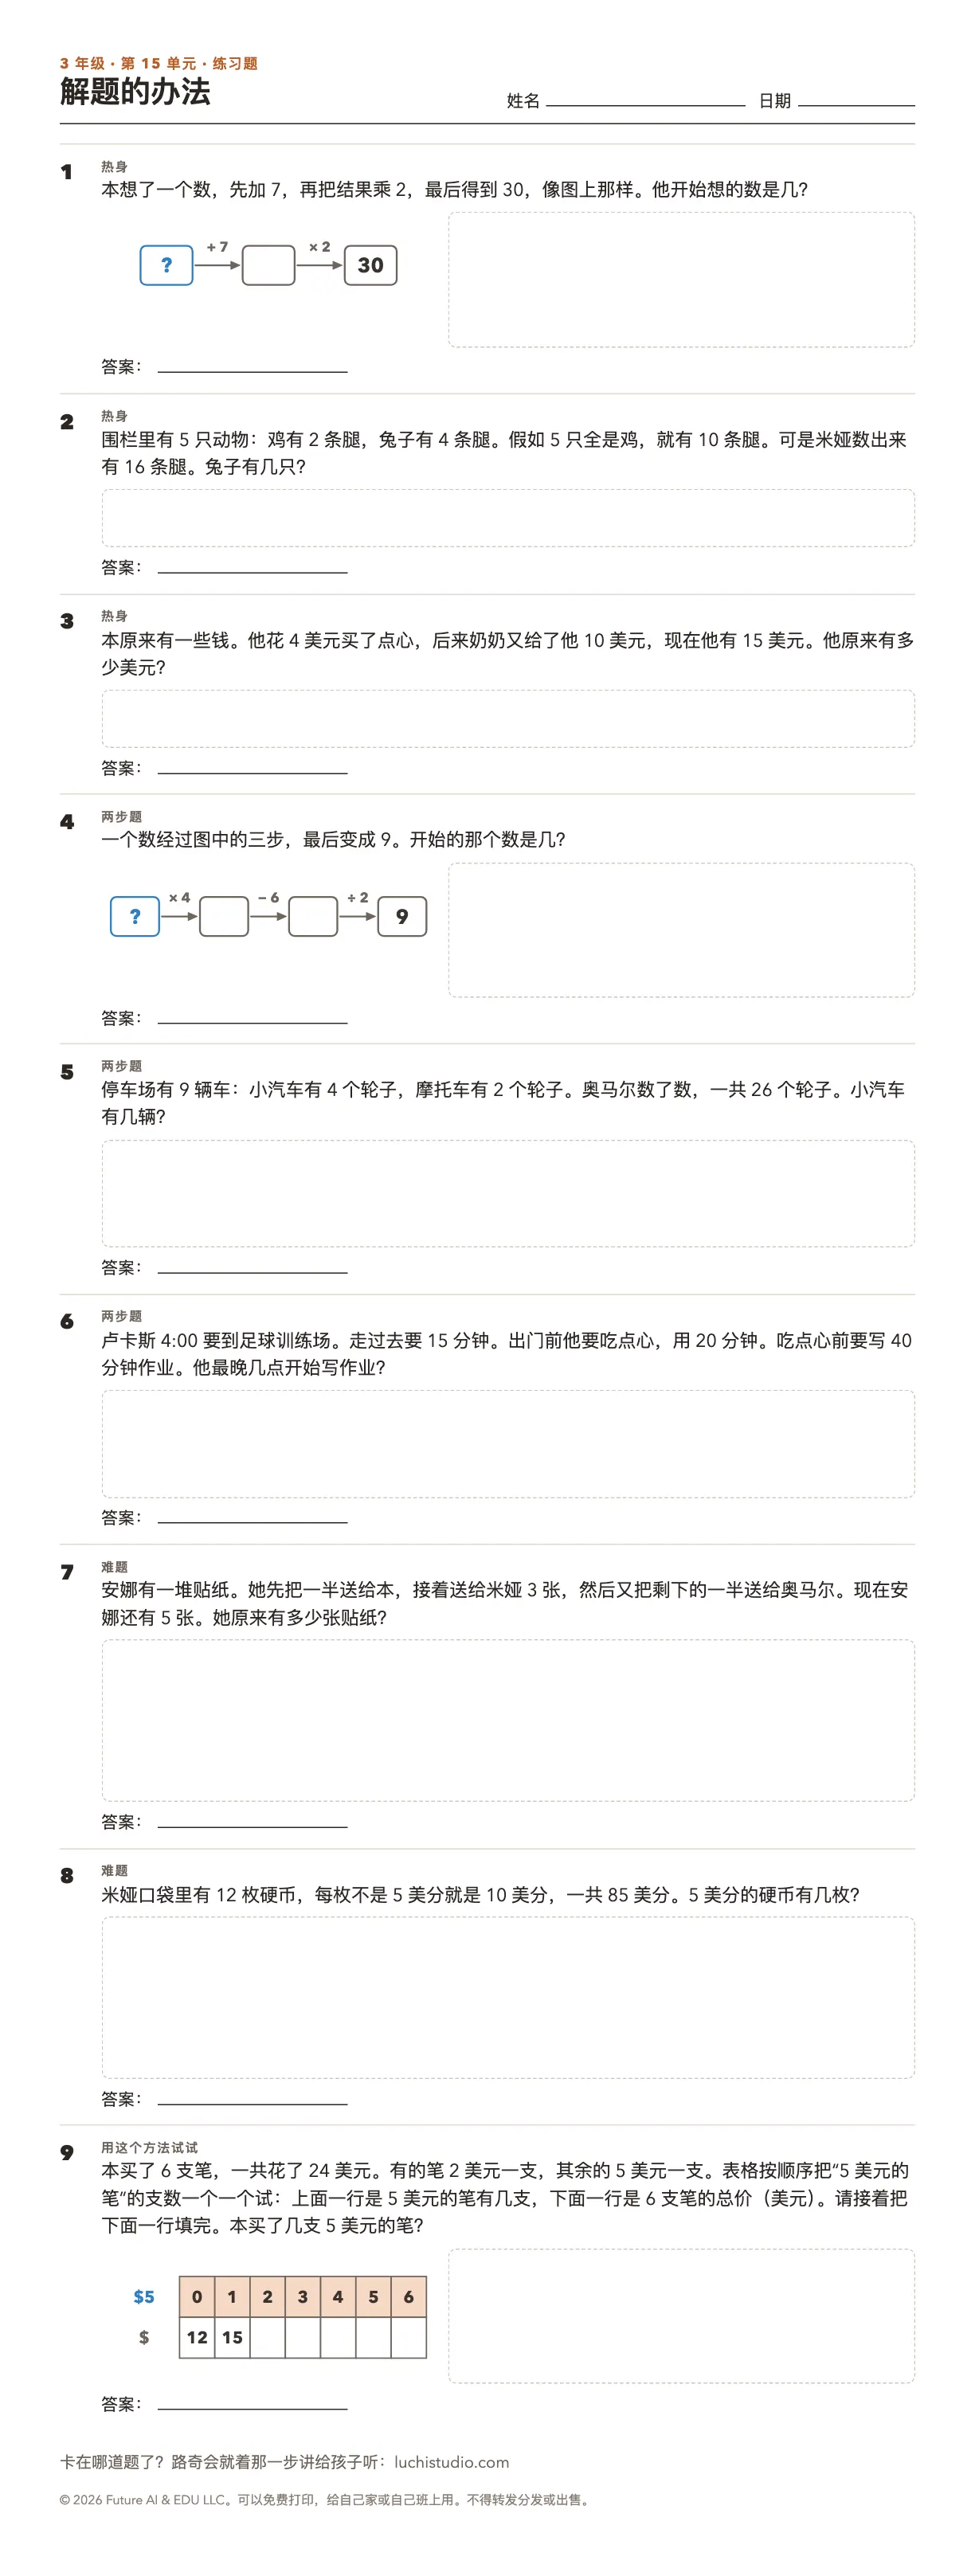 3 年级 · 第 15 单元 · 练习题
解题的办法
姓名
日期
1
热身
本想了一个数，先加 7，再把结果乘 2，最后得到 30，像图上那样。他开始想的数是几？
+ 7
× 2
?
30
答案：
2
热身
围栏里有 5 只动物：鸡有 2 条腿，兔子有 4 条腿。假如 5 只全是鸡，就有 10 条腿。可是米娅数出来
有 16 条腿。兔子有几只？
答案：
3
热身
本原来有一些钱。他花 4 美元买了点心，后来奶奶又给了他 10 美元，现在他有 15 美元。他原来有多
少美元？
答案：
4
两步题
一个数经过图中的三步，最后变成 9。开始的那个数是几？
× 4
− 6
÷ 2
?
9
答案：
5
两步题
停车场有 9 辆车：小汽车有 4 个轮子，摩托车有 2 个轮子。奥马尔数了数，一共 26 个轮子。小汽车
有几辆？
答案：
6
两步题
卢卡斯 4:00 要到足球训练场。走过去要 15 分钟。出门前他要吃点心，用 20 分钟。吃点心前要写 40
分钟作业。他最晚几点开始写作业？
答案：
7
难题
安娜有一堆贴纸。她先把一半送给本，接着送给米娅 3 张，然后又把剩下的一半送给奥马尔。现在安
娜还有 5 张。她原来有多少张贴纸？
答案：
8
难题
米娅口袋里有 12 枚硬币，每枚不是 5 美分就是 10 美分，一共 85 美分。5 美分的硬币有几枚？
答案：
9
用这个方法试试
本买了 6 支笔，一共花了 24 美元。有的笔 2 美元一支，其余的 5 美元一支。表格按顺序把“5 美元的
笔”的支数一个一个试：上面一行是 5 美元的笔有几支，下面一行是 6 支笔的总价（美元）。请接着把
下面一行填完。本买了几支 5 美元的笔？
$5 0 1 2 3 4 5 6
$ 12 15
答案：
卡在哪道题了？路奇会就着那一步讲给孩子听：luchistudio.com
© 2026 Future AI & EDU LLC。可以免费打印，给自己家或自己班上用。不得转发分发或出售。